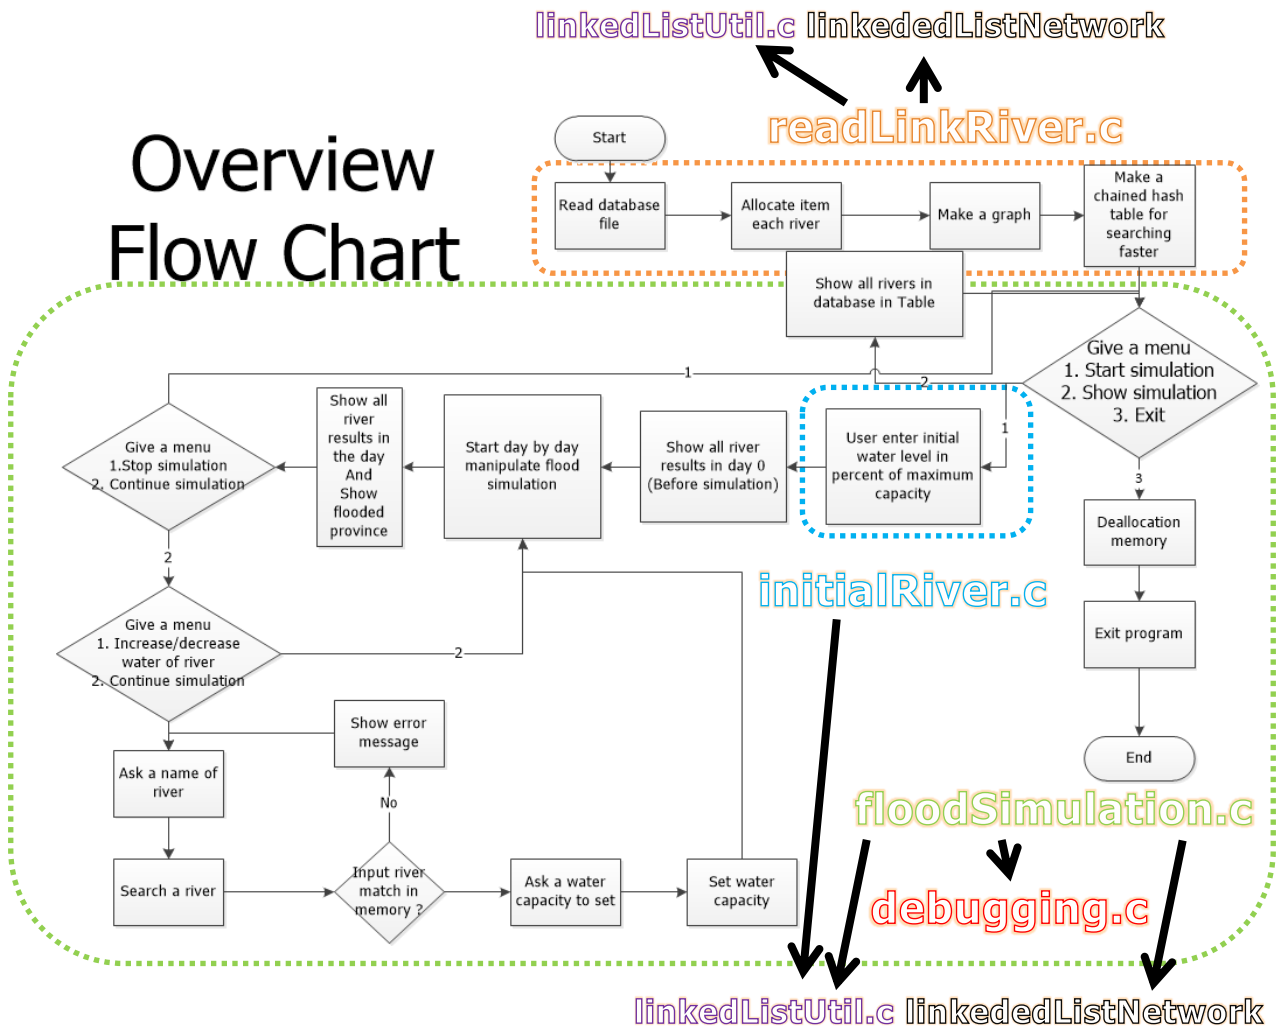 linkedListUtil.c linkededListNetwork
readLinkRiver.c
Overview
Flow Chart
Start
Read database
file
Allocate item
each river
Make a graph
Make a
chained hash
table for
searching
faster
Show all rivers in
database in Table
Give a menu
1. Start simulation
2. Show simulation
3. Exit
1
2
1
3
User enter initial
water level in
percent of maximum
capacity
Show all river
results in day 0
(Before simulation)
Start day by day
manipulate flood
simulation
Show all
river
results in
the day
And
Show
flooded
province
Give a menu
1.Stop simulation
2. Continue simulation
2
Deallocation
memory
initialRiver.c
Exit program
Give a menu
1. Increase/decrease
water of river
2. Continue simulation
2
Show error
message
Ask a name of
river
No
End
floodSimulation.c
Search a river
Input river
match in
memory ?
Ask a water
capacity to set
Set water
capacity
debugging.c
linkedListUtil.c linkededListNetwork